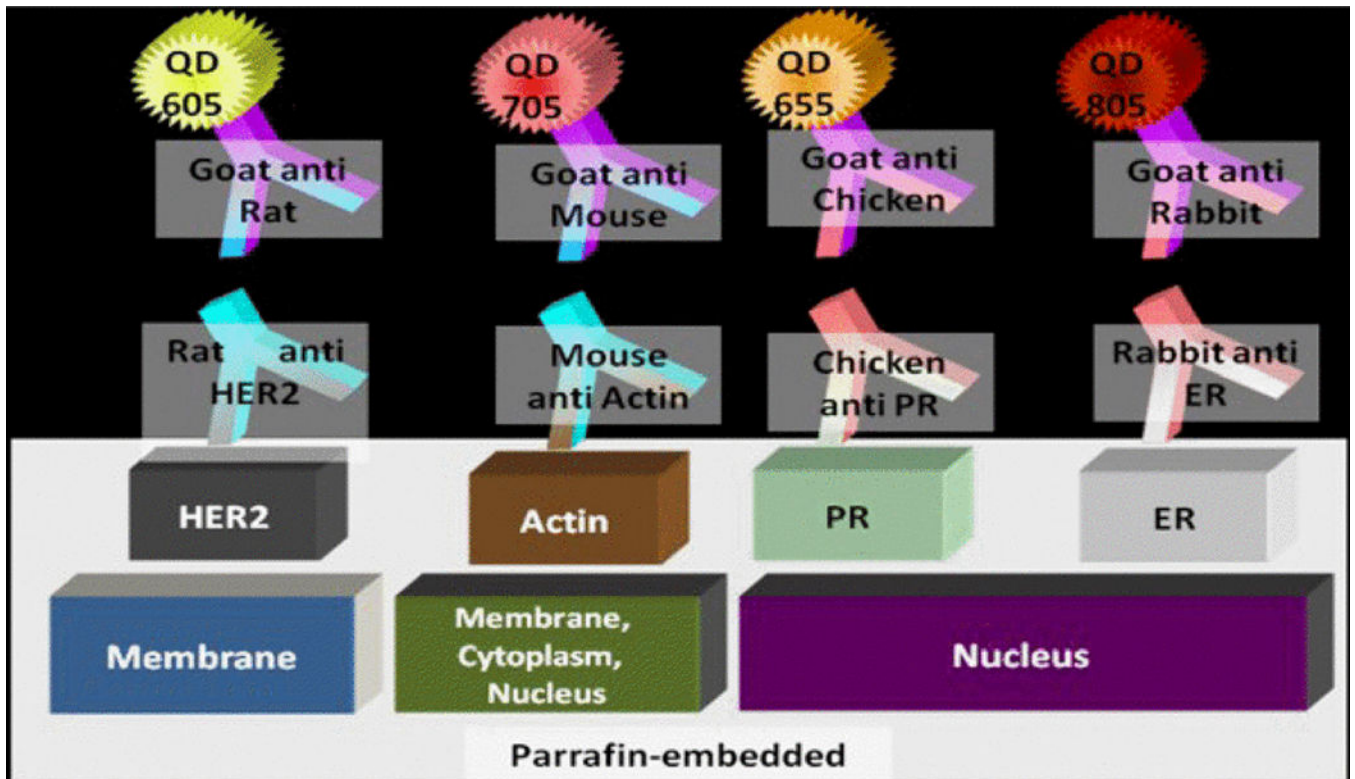 QD
605
QD
705
QD
655
QD
805
Goat anti
Rat
Goat anti
Mouse
Goat anti
Chicken
Goat anti
Rabbit
Rat anti
HER2
Mouse
anti Actin
Chicken
anti PR
Rabbit anti
ER
HER2
Actin
PR
ER
Membrane
Membrane,
Cytoplasm,
Nucleus
Nucleus
Parrafin-embedded